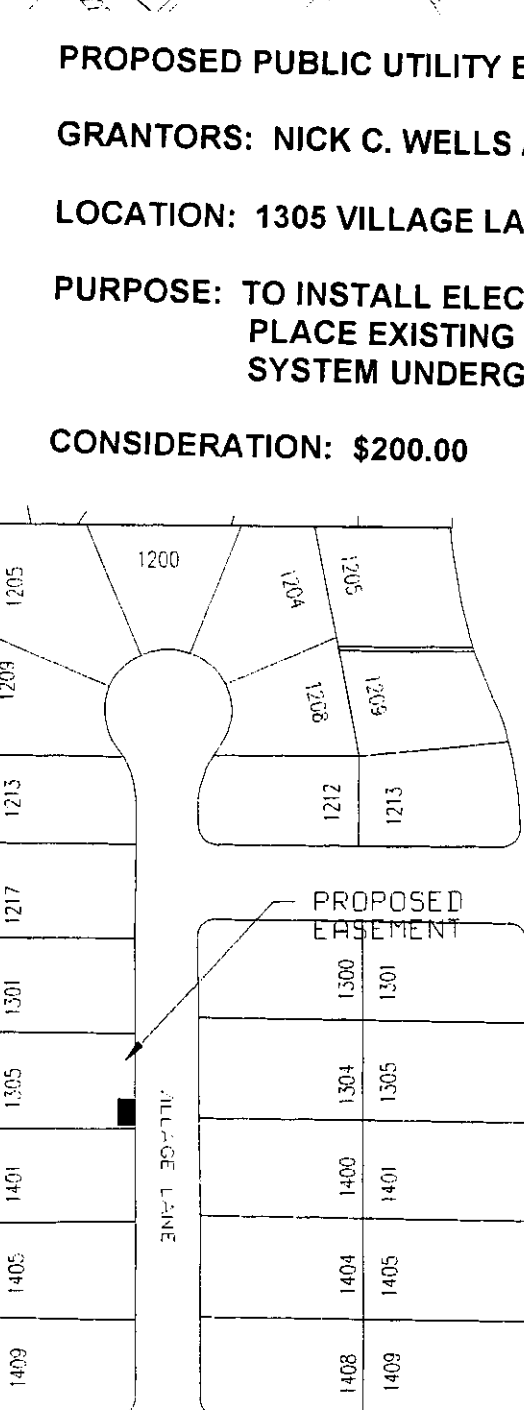 PROPOSED PUBLIC UTILITY
GRANTORS: NICK C. WELLS
LOCATION: 1305 VILLAGE LA
PURPOSE: TO INSTALL ELEC
PLACE EXISTING
SYSTEM UNDERG
CONSIDERATION: $200.00
1205
1200
1204
1205
1209
1208
1209
1213
1212
1213
1217
PROPOSED
EASEMENT
1301
1300
1301
1305
1304
1305
VILLAGE LANE
1401
1400
1401
1405
1404
1405
1409
1408
1409